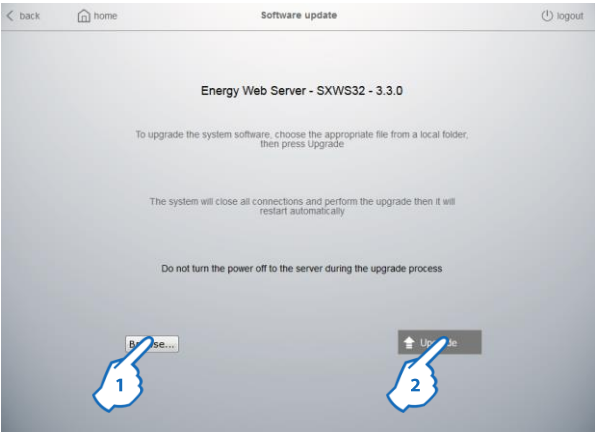 back
home
Software update
logout
Energy Web Server - SXWS32 - 3.3.0
To upgrade the system software, choose the appropriate file from a local folder,
then press Upgrade
The system will close all connections and perform the upgrade then it will
restart automatically
Do not turn the power off to the server during the upgrade process
Browse...
Upgrade
1
2